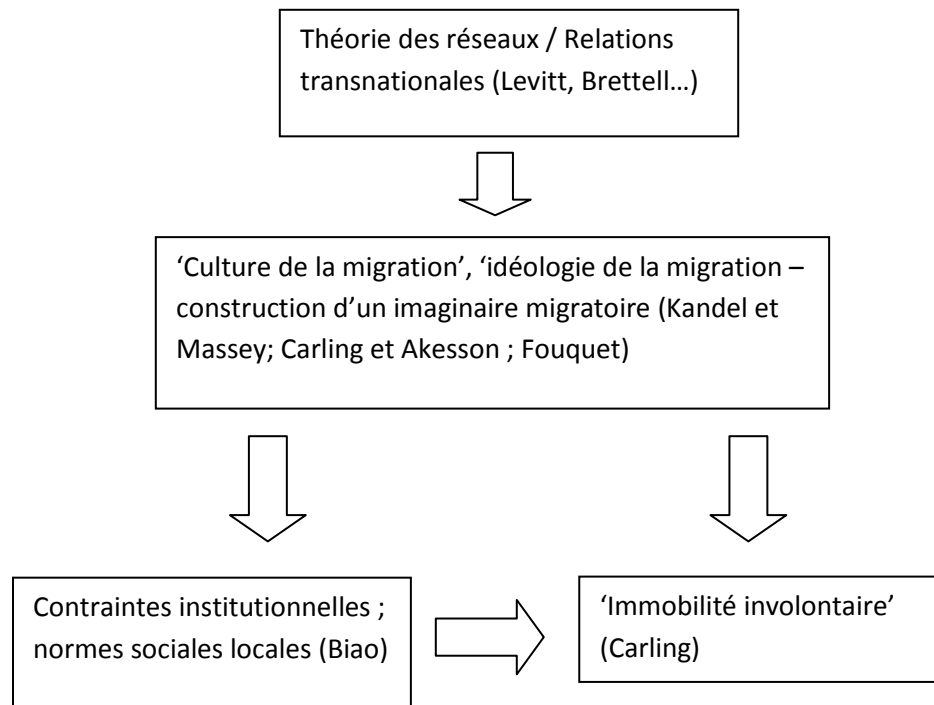 Théorie des réseaux / Relations
transnationales (Levitt, Brettell…)
‘Culture de la migration’, ‘idéologie de la migration –
construction d’un imaginaire migratoire (Kandel et
Massey; Carling et Akesson ; Fouquet)
Contraintes institutionnelles ;
normes sociales locales (Biao)
‘Immobilité involontaire’
(Carling)